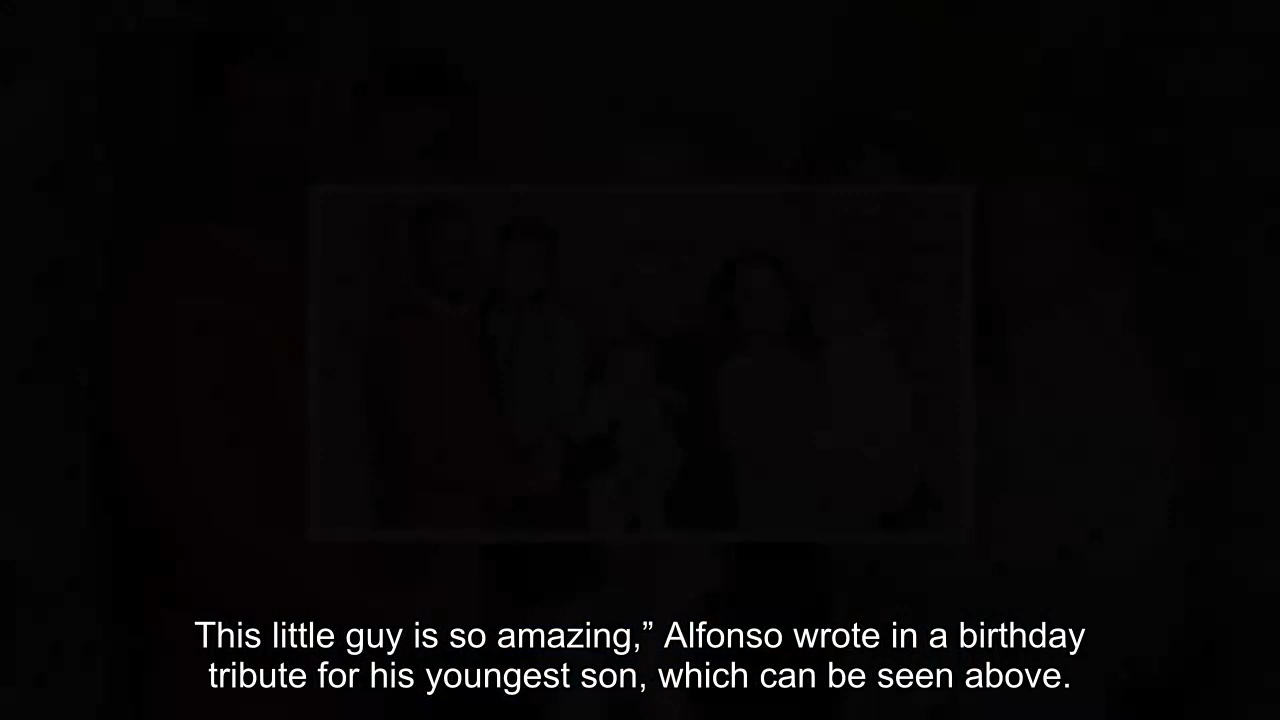 This little guy is so amazing,” Alfonso wrote in a birthday
tribute for his youngest son, which can be seen above.